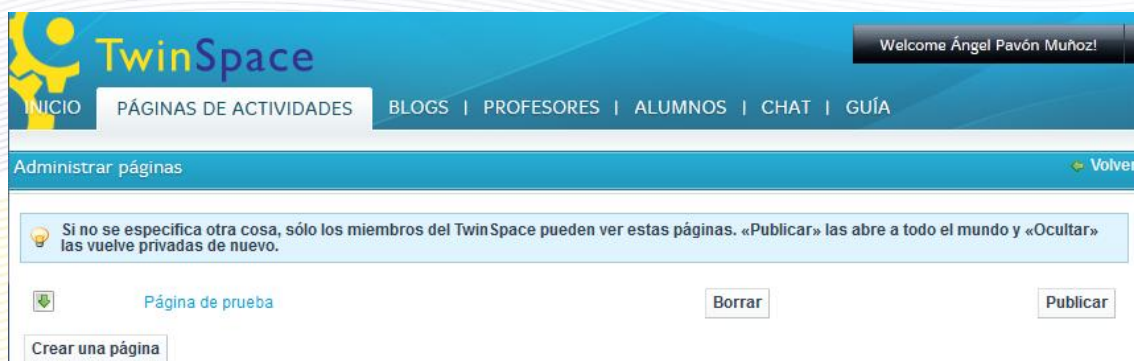 TwinSpace
Welcome Ángel Pavón Muñoz!
INICIO PÁGINAS DE ACTIVIDADES BLOGS | PROFESORES | ALUMNOS | CHAT | GUÍA
Administrar páginas Volver
Si no se especifica otra cosa, sólo los miembros del TwinSpace pueden ver estas páginas. «Publicar» las abre a todo el mundo y «Ocultar»
las vuelve privadas de nuevo.
Página de prueba Borrar Publicar
Crear una página